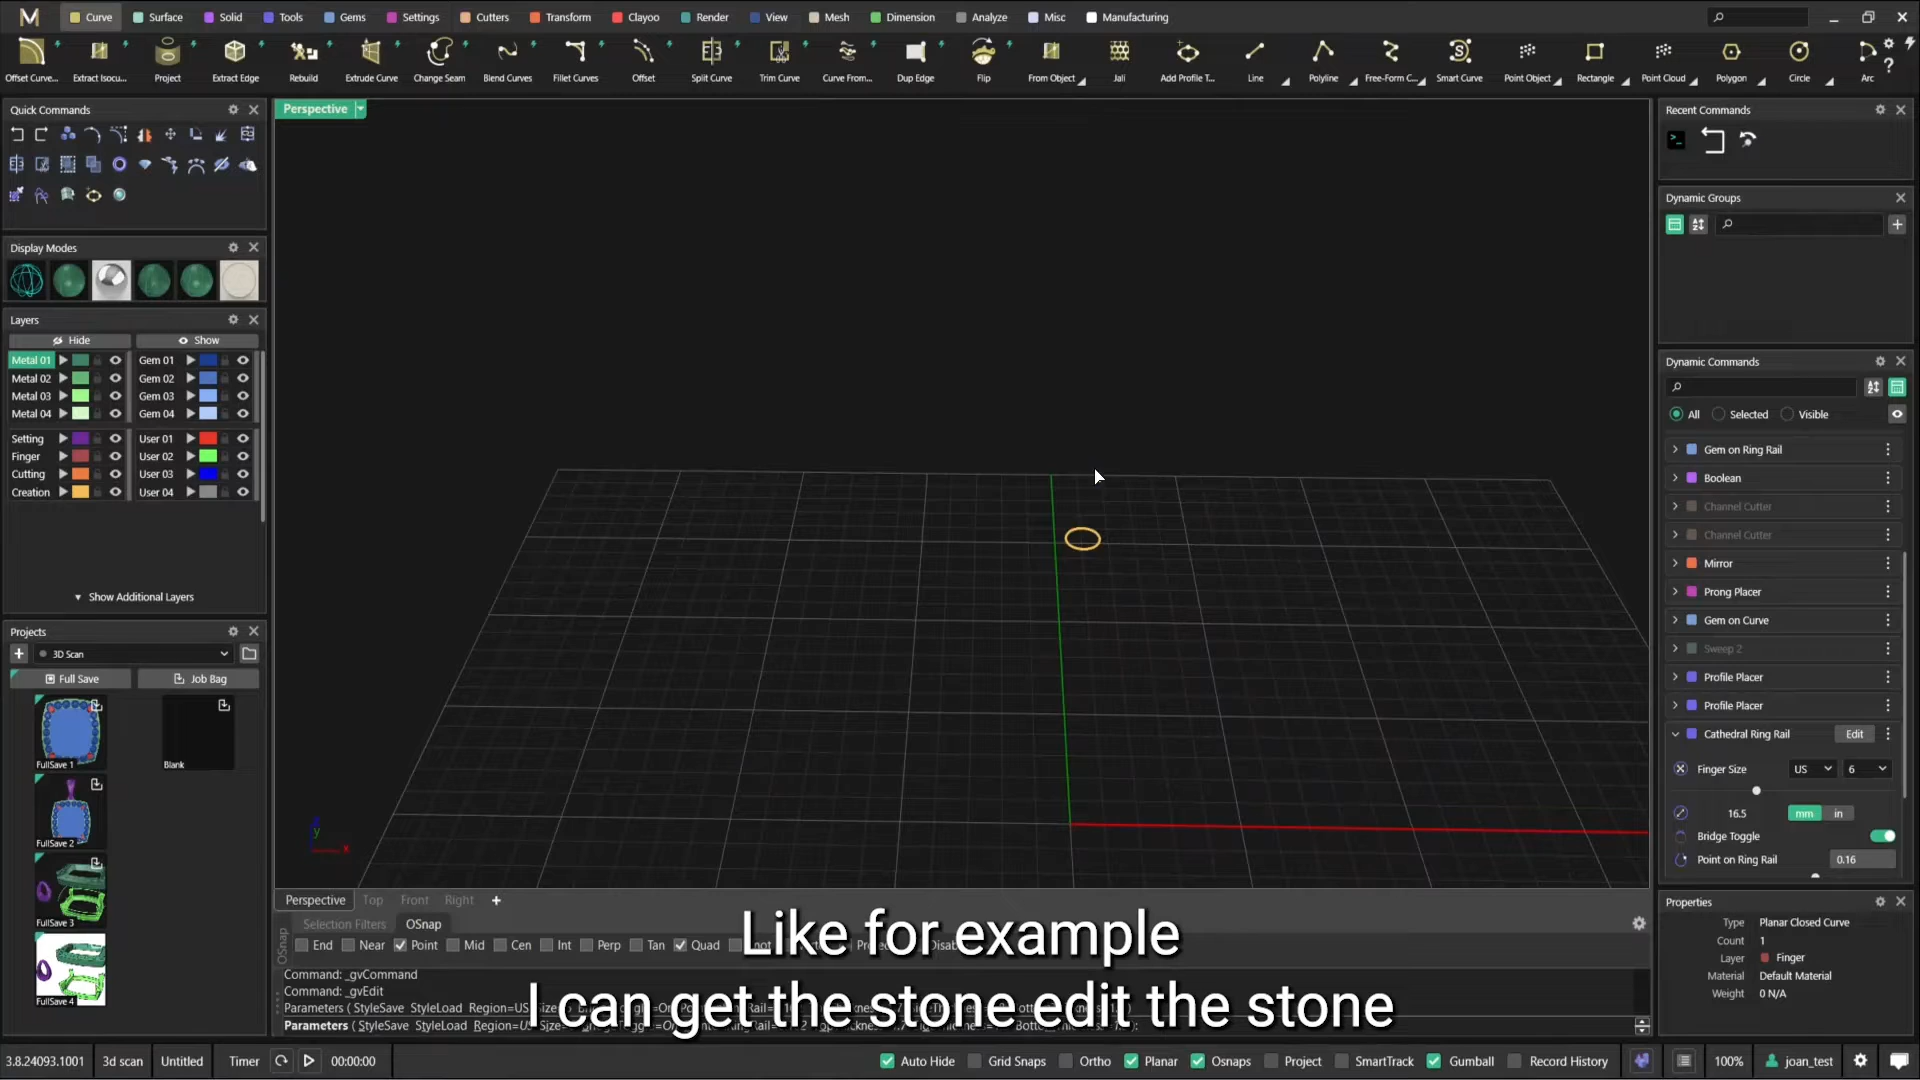 Curve Surface Solid Tools Gems Settings Cutters Transform Clayoo Render View Mesh Dimension Analyze Misc Manufacturing
Offset Curve... Extract Isocu... Project Extract Edge Rebuild Extrude Curve Change Seam Blend Curves Fillet Curves Offset Split Curve Trim Curve Curve From... Dup Edge Flip From Object Jali Add Profile T... Line Polyline Free-Form C... Smart Curve Point Object Rectangle Point Cloud Polygon Circle Arc
Quick Commands
Display Modes
Layers
Hide Show
Metal 01 Gem 01
Metal 02 Gem 02
Metal 03 Gem 03
Metal 04 Gem 04
Setting User 01
Finger User 02
Cutting User 03
Creation User 04
Show Additional Layers
Projects
3D Scan
Full Save Job Bag
FullSave 1 Blank
FullSave 2
FullSave 3
FullSave 4
Perspective
y
x
Perspective Top Front Right
Selection Filters OSnap
OSnap
End Near Point Mid Cen Int Perp Tan Quad
Command: _gvCommand
Command: _gvEdit
Parameters ( StyleSave StyleLoad Region=US
Parameters ( StyleSave StyleLoad Region=US
Like for example
I can get the stone edit the stone
Recent Commands
Dynamic Groups
Dynamic Commands
All Selected Visible
Gem on Ring Rail
Boolean
Channel Cutter
Channel Cutter
Mirror
Prong Placer
Gem on Curve
Sweep 2
Profile Placer
Profile Placer
Cathedral Ring Rail Edit
Finger Size US 6
16.5 mm in
Bridge Toggle
Point on Ring Rail 0.16
Properties
Type Planar Closed Curve
Count 1
Layer Finger
Material Default Material
Weight 0 N/A
3.8.24093.1001 3d scan Untitled Timer 00:00:00 Auto Hide Grid Snaps Ortho Planar Osnaps Project SmartTrack Gumball Record History 100% joan_test